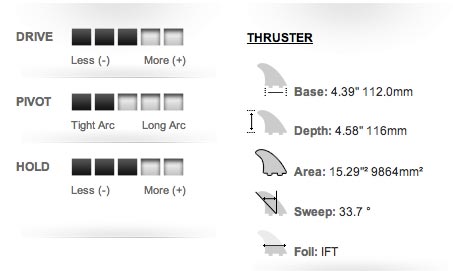 DRIVE
Less (-) More (+)
PIVOT
Tight Arc Long Arc
HOLD
Less (-) More (+)
THRUSTER
Base: 4.39" 112.0mm
Depth: 4.58" 116mm
Area: 15.29"² 9864mm²
Sweep: 33.7 °
Foil: IFT